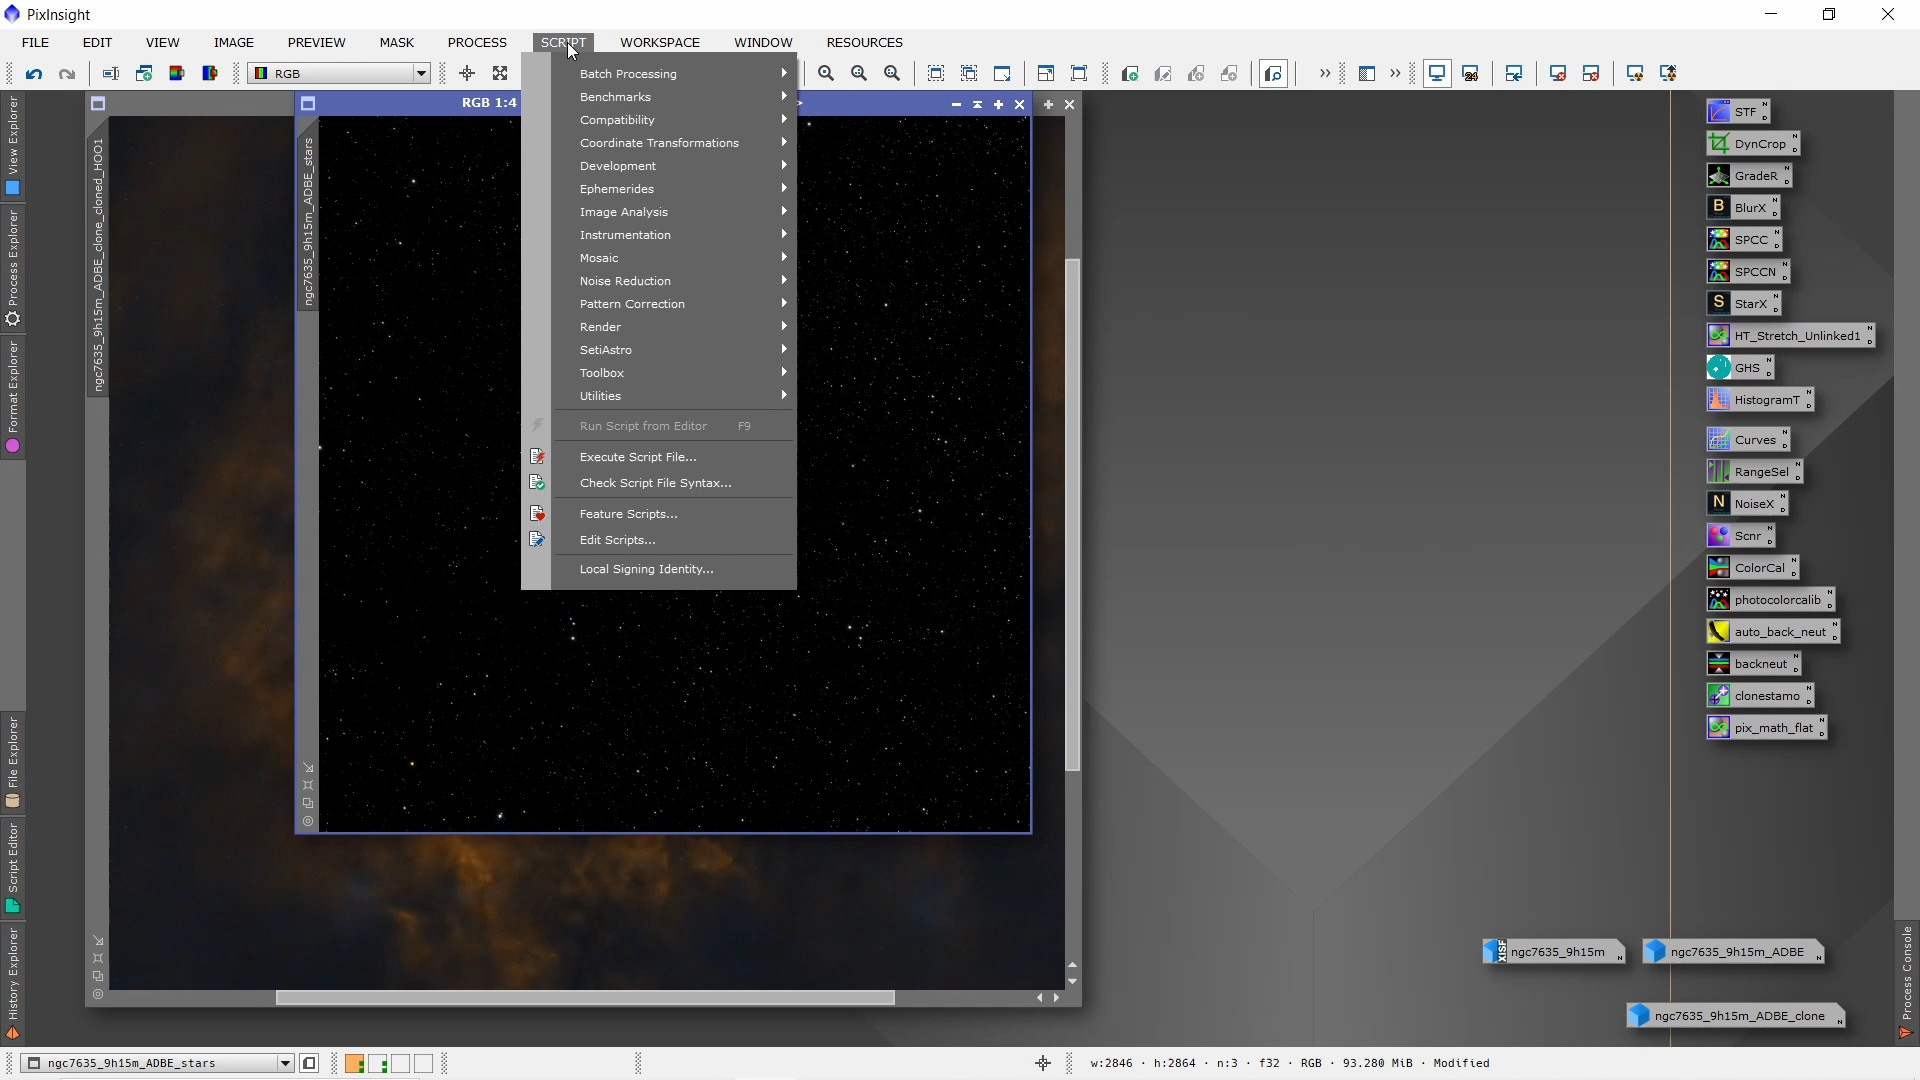 PixInsight
FILE EDIT VIEW IMAGE PREVIEW MASK PROCESS SCRIPT WORKSPACE WINDOW RESOURCES
RGB
24
RGB 1:4
View Explorer
Process Explorer
Format Explorer
File Explorer
Script Editor
History Explorer
ngc7635_9h15m_ADBE_clone_cloned_HOO1
ngc7635_9h15m_ADBE_stars
Batch Processing
Benchmarks
Compatibility
Coordinate Transformations
Development
Ephemerides
Image Analysis
Instrumentation
Mosaic
Noise Reduction
Pattern Correction
Render
SetiAstro
Toolbox
Utilities
Run Script from Editor F9
Execute Script File...
Check Script File Syntax...
Feature Scripts...
Edit Scripts...
Local Signing Identity...
STF N D
DynCrop N D
GradeR N D
B BlurX N D
SPCC N D
SPCCN N D
S StarX N D
HT_Stretch_Unlinked1 N D
GHS N D
HistogramT N D
Curves N D
RangeSel N D
N NoiseX N D
Scnr N D
ColorCal N D
photocolorcalib N D
auto_back_neut N D
backneut N D
clonestamo N D
pix_math_flat N D
XISF ngc7635_9h15m N
ngc7635_9h15m_ADBE N
ngc7635_9h15m_ADBE_clone N
Process Console
ngc7635_9h15m_ADBE_stars
w:2846 · h:2864 · n:3 · f32 · RGB · 93.280 MiB · Modified